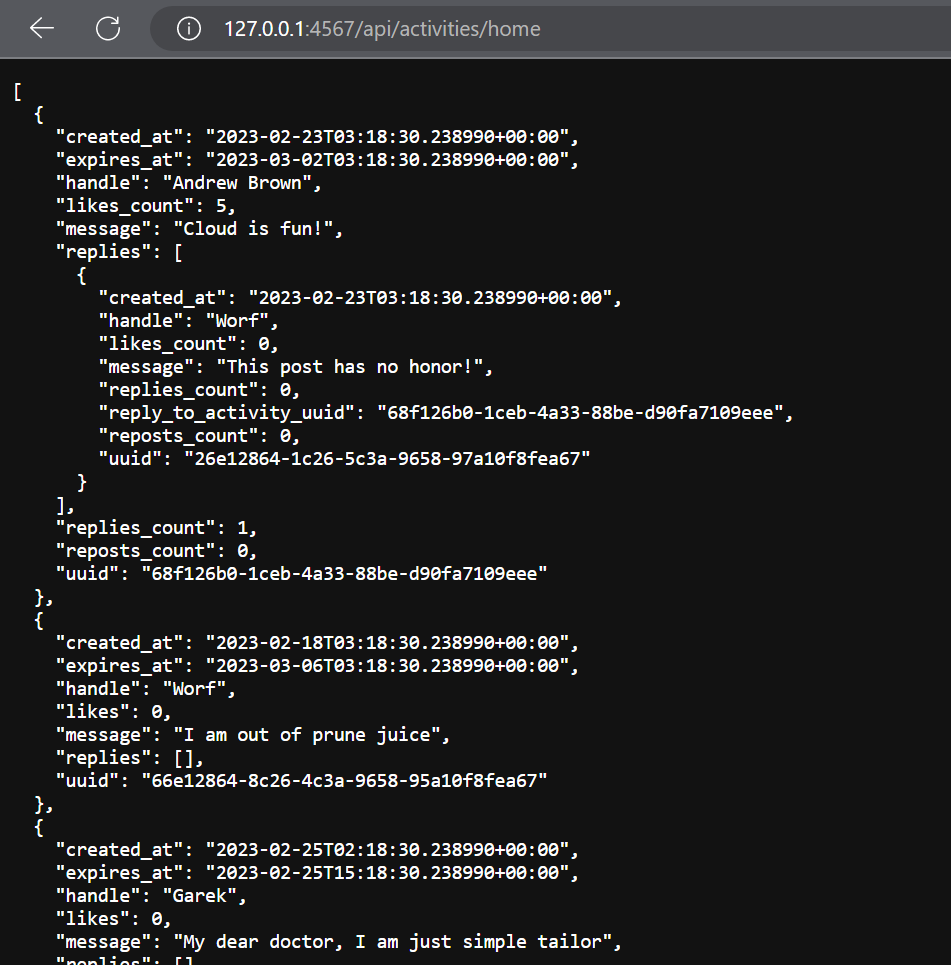 127.0.0.1:4567/api/activities/home
[
  {
    "created_at": "2023-02-23T03:18:30.238990+00:00",
    "expires_at": "2023-03-02T03:18:30.238990+00:00",
    "handle": "Andrew Brown",
    "likes_count": 5,
    "message": "Cloud is fun!",
    "replies": [
      {
        "created_at": "2023-02-23T03:18:30.238990+00:00",
        "handle": "Worf",
        "likes_count": 0,
        "message": "This post has no honor!",
        "replies_count": 0,
        "reply_to_activity_uuid": "68f126b0-1ceb-4a33-88be-d90fa7109eee",
        "reposts_count": 0,
        "uuid": "26e12864-1c26-5c3a-9658-97a10f8fea67"
      }
    ],
    "replies_count": 1,
    "reposts_count": 0,
    "uuid": "68f126b0-1ceb-4a33-88be-d90fa7109eee"
  },
  {
    "created_at": "2023-02-18T03:18:30.238990+00:00",
    "expires_at": "2023-03-06T03:18:30.238990+00:00",
    "handle": "Worf",
    "likes": 0,
    "message": "I am out of prune juice",
    "replies": [],
    "uuid": "66e12864-8c26-4c3a-9658-95a10f8fea67"
  },
  {
    "created_at": "2023-02-25T02:18:30.238990+00:00",
    "expires_at": "2023-02-25T15:18:30.238990+00:00",
    "handle": "Garek",
    "likes": 0,
    "message": "My dear doctor, I am just simple tailor",
    "replies": []